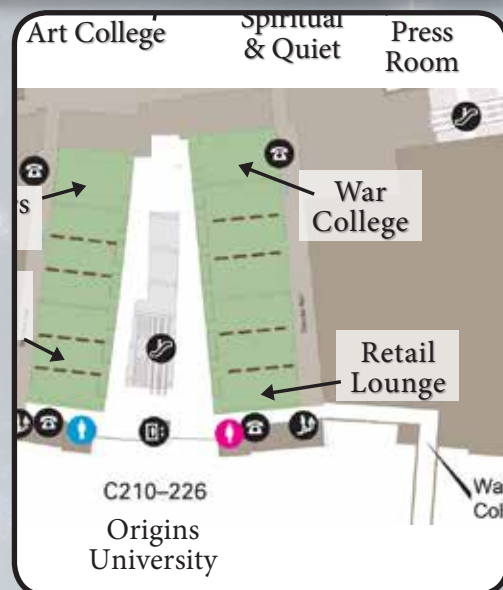 Art College
Spiritual
& Quiet
Press
Room
War
College
Retail
Lounge
C210–226
Origins
University